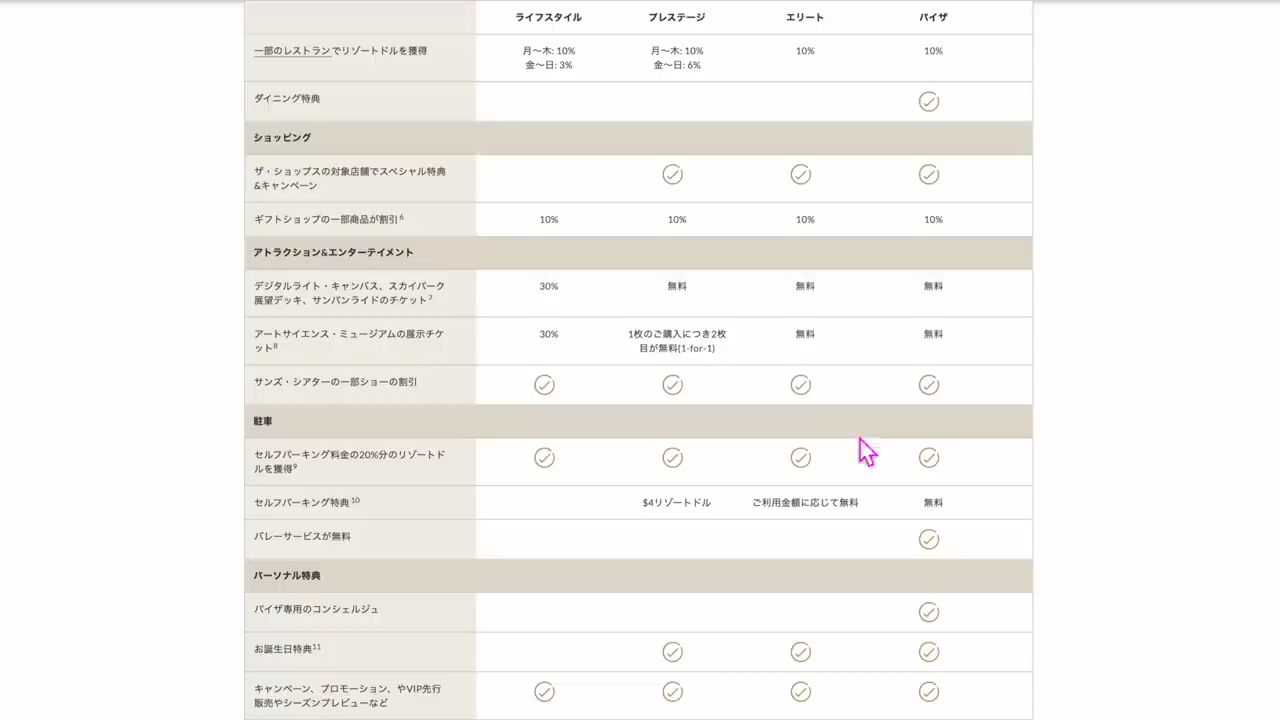 ライフスタイル プレステージ エリート パイザ
一部のレストランでリゾートドルを獲得 月～木: 10% 月～木: 10% 10% 10%
金～日: 3% 金～日: 6%
ダイニング特典
ショッピング
ザ・ショップスの対象店舗でスペシャル特典
&キャンペーン
ギフトショップの一部商品が割引6 10% 10% 10% 10%
アトラクション&エンターテイメント
デジタルライト・キャンバス、スカイパーク 30% 無料 無料 無料
展望デッキ、サンパンライドのチケット7
アートサイエンス・ミュージアムの展示チケ 30% 1枚のご購入につき2枚 無料 無料
ット8 目が無料(1-for-1)
サンズ・シアターの一部ショーの割引
駐車
セルフパーキング料金の20%分のリゾートド
ルを獲得9
セルフパーキング特典10 $4リゾートドル ご利用金額に応じて無料 無料
バレーサービスが無料
パーソナル特典
パイザ専用のコンシェルジュ
お誕生日特典11
キャンペーン、プロモーション、やVIP先行
販売やシーズンプレビューなど